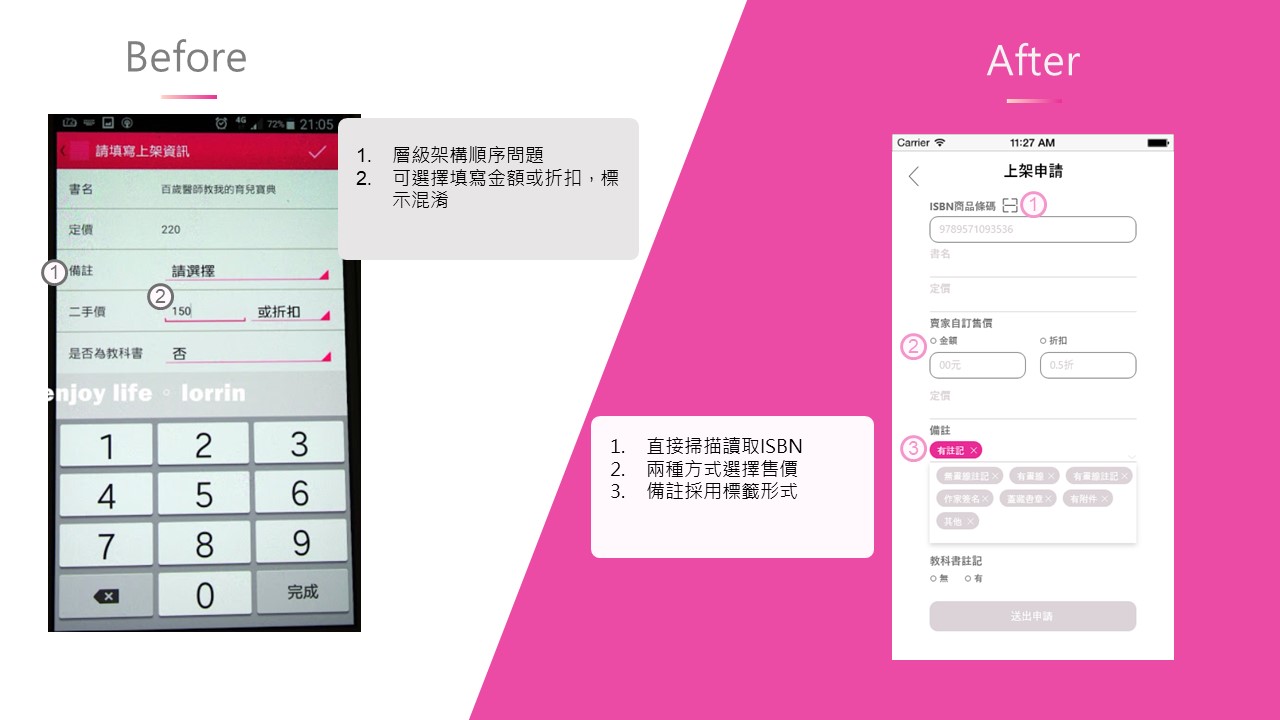 Before
After
4G 72% 21:05
請填寫上架資訊
書名 百歲醫師教我的育兒寶典
定價 220
1 備註 請選擇
2
二手價 150 或折扣
是否為教科書 否
enjoy life。lorrin
1 2 3
4 5 6
7 8 9
0 完成
1. 層級架構順序問題
2. 可選擇填寫金額或折扣，標
示混淆
1. 直接掃描讀取ISBN
2. 兩種方式選擇售價
3. 備註採用標籤形式
Carrier 11:27 AM
上架申請
ISBN商品條碼 1
9789571093536
書名
定價
賣家自訂售價
2 金額 折扣
00元 0.5折
定價
備註
3 有註記 ×
無畫線註記 × 有畫線 × 有畫線註記 ×
作家簽名 × 蓋藏書章 × 有附件 ×
其他 ×
教科書註記
無 有
送出申請